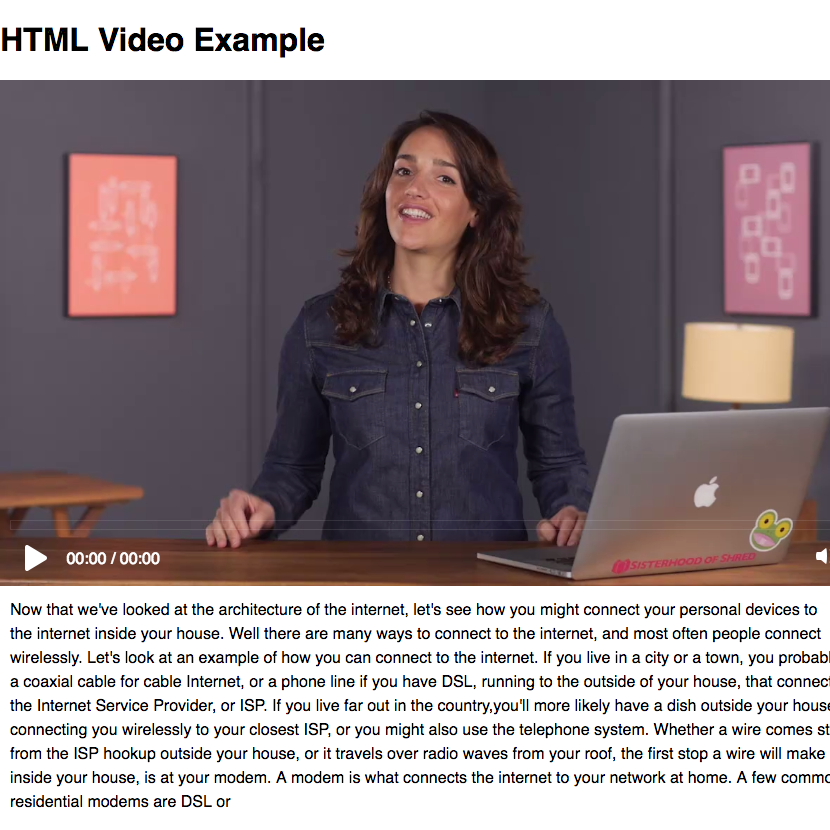 HTML Video Example
SISTERHOOD OF SHRED
00:00 / 00:00
Now that we've looked at the architecture of the internet, let's see how you might connect your personal devices to
the internet inside your house. Well there are many ways to connect to the internet, and most often people connect
wirelessly. Let's look at an example of how you can connect to the internet. If you live in a city or a town, you probabl
a coaxial cable for cable Internet, or a phone line if you have DSL, running to the outside of your house, that connect
the Internet Service Provider, or ISP. If you live far out in the country,you'll more likely have a dish outside your house
connecting you wirelessly to your closest ISP, or you might also use the telephone system. Whether a wire comes st
from the ISP hookup outside your house, or it travels over radio waves from your roof, the first stop a wire will make
inside your house, is at your modem. A modem is what connects the internet to your network at home. A few commo
residential modems are DSL or